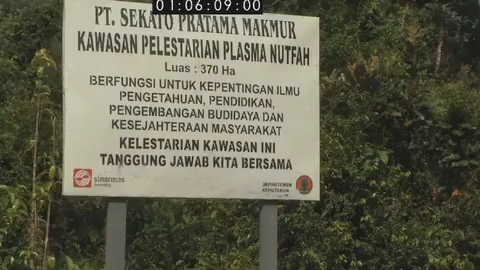 01:06:09:00
PT. SEKATO PRATAMA MAKMUR
KAWASAN PELESTARIAN PLASMA NUTFAH
Luas : 370 Ha
BERFUNGSI UNTUK KEPENTINGAN ILMU
PENGETAHUAN, PENDIDIKAN,
PENGEMBANGAN BUDIDAYA DAN
KESEJAHTERAAN MASYARAKAT
KELESTARIAN KAWASAN INI
TANGGUNG JAWAB KITA BERSAMA
sinarmas
forestry
DEPARTEMEN
KEHUTANAN